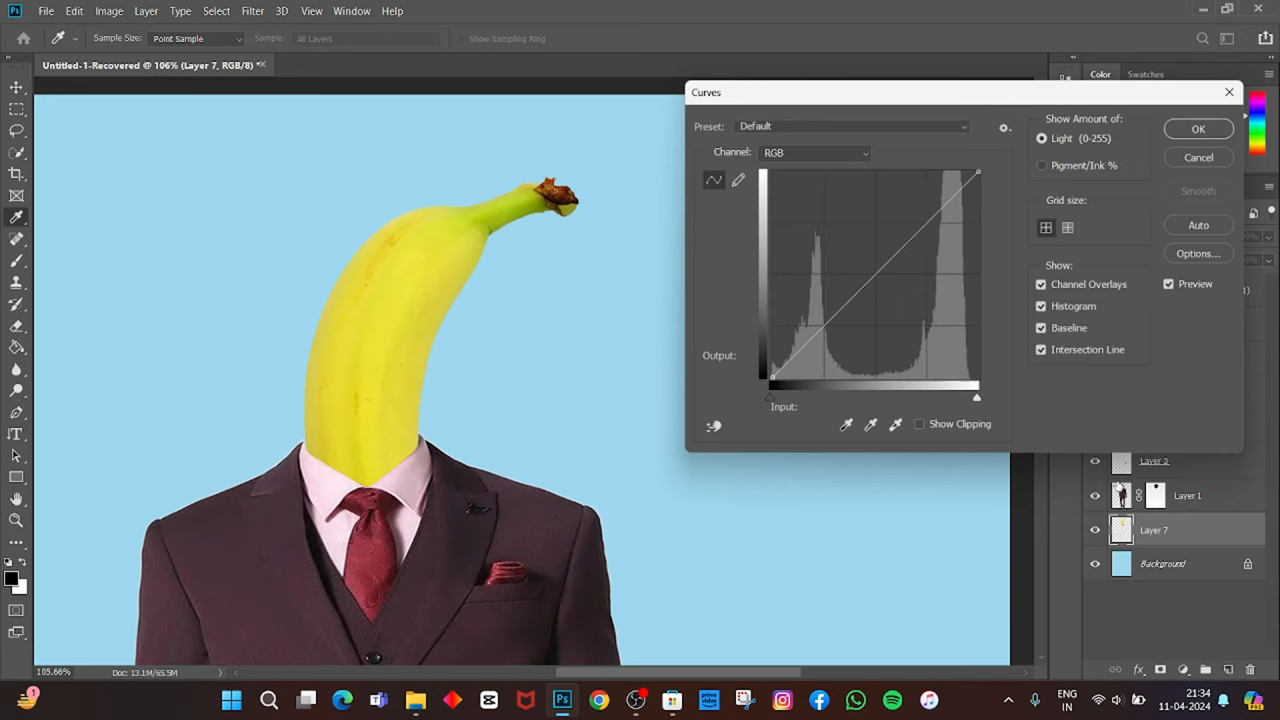 Ps File Edit Image Layer Type Select Filter 3D View Window Help
Sample Size: Point Sample Sample: All Layers Show Sampling Ring
Untitled-1-Recovered @ 106% (Layer 7, RGB/8) *
Color Swatches
Curves
Preset: Default
Channel: RGB
Output:
Input:
Show Clipping
Show Amount of:
Light (0-255)
Pigment/Ink %
Grid size:
Show:
Channel Overlays
Histogram
Baseline
Intersection Line
OK
Cancel
Smooth
Auto
Options...
Preview
Layer 3
Layer 1
Layer 7
Background
105.66% Doc: 13.1M/65.5M
ENG
IN
21:34
11-04-2024